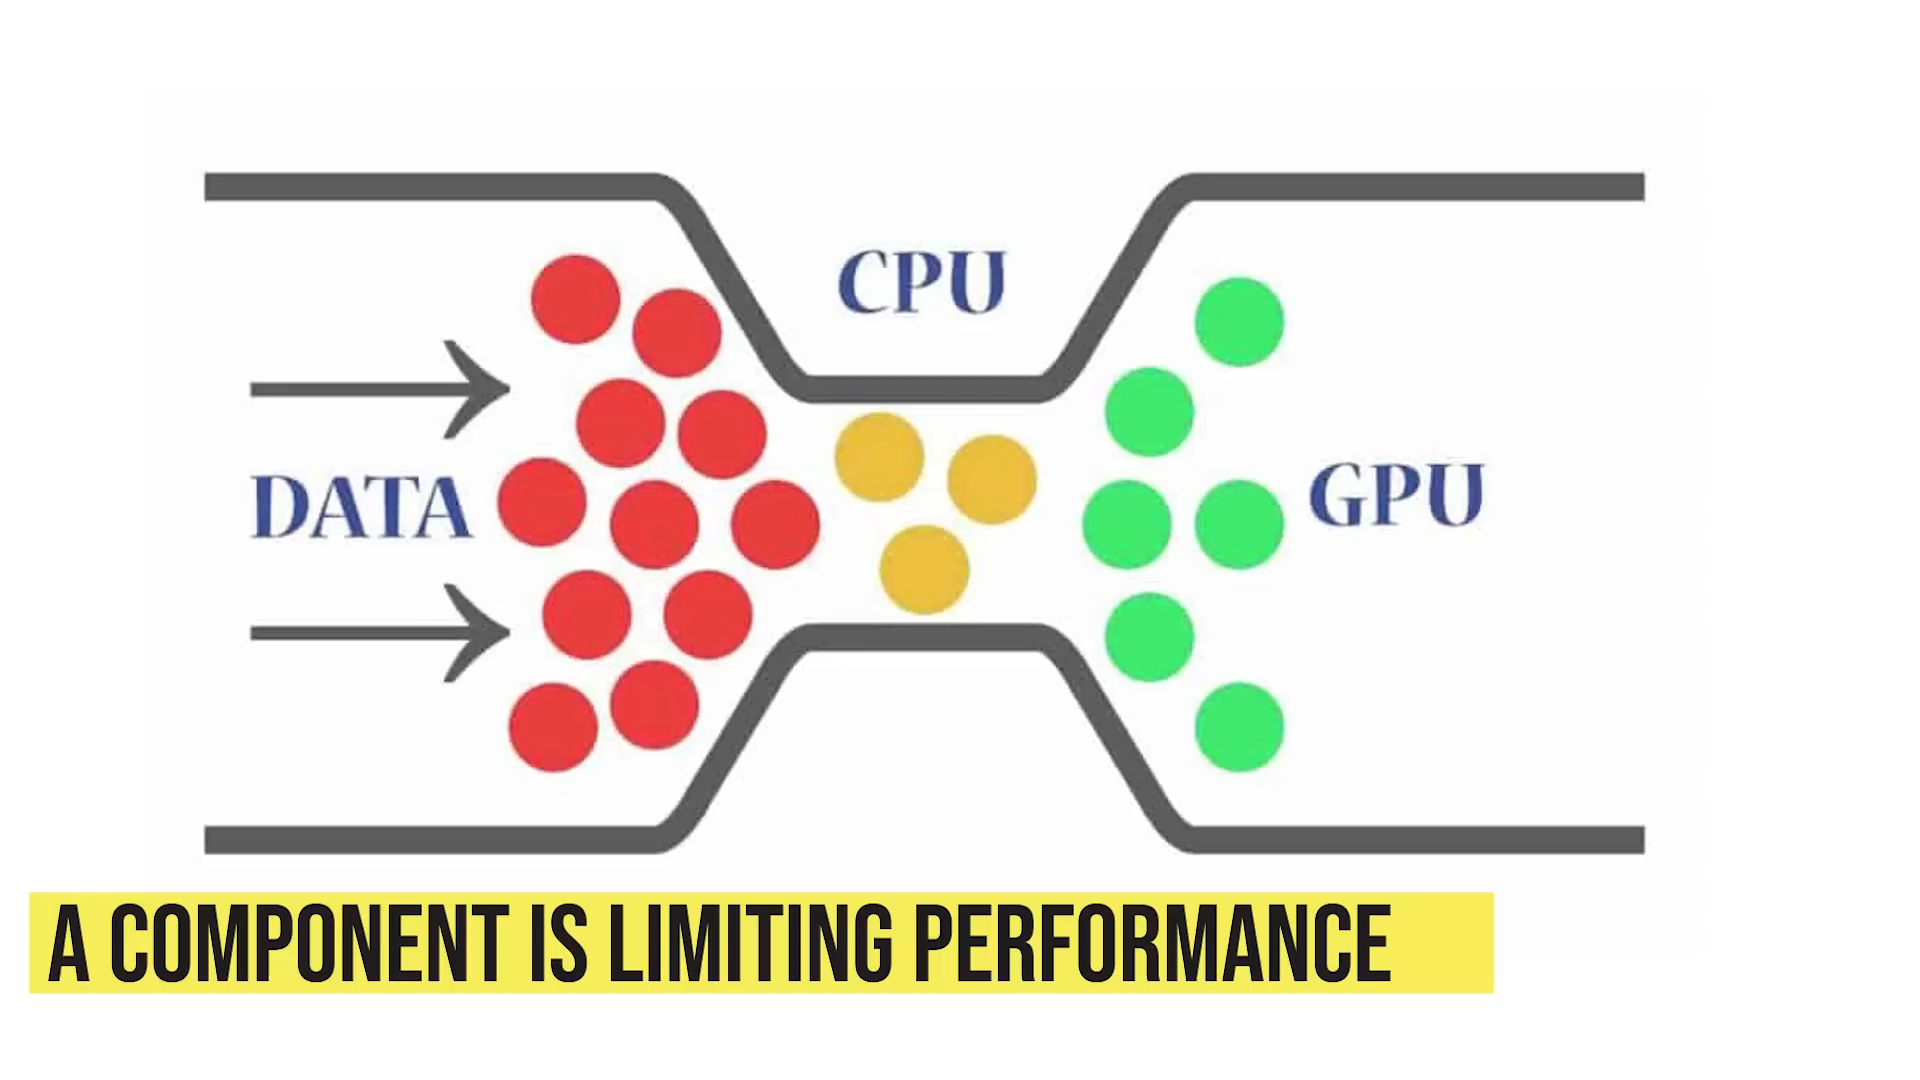 CPU
DATA
GPU
A COMPONENT IS LIMITING PERFORMANCE